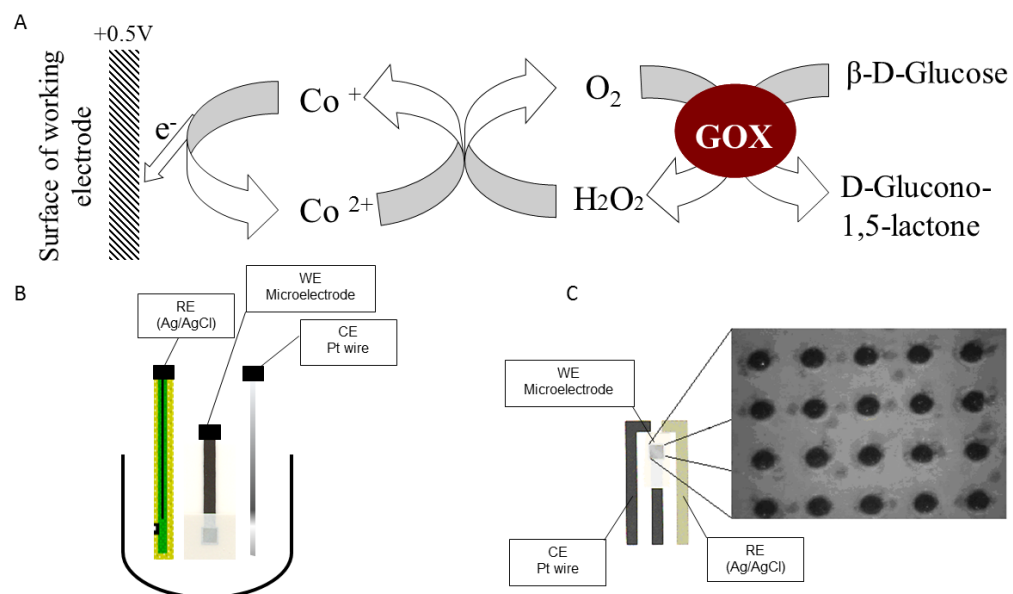 A
+0.5V
Surface of working
electrode
e-
Co +
Co 2+
O₂
H₂O₂
GOX
β-D-Glucose
D-Glucono-
1,5-lactone
B
RE
(Ag/AgCl)
WE
Microelectrode
CE
Pt wire
C
WE
Microelectrode
CE
Pt wire
RE
(Ag/AgCl)